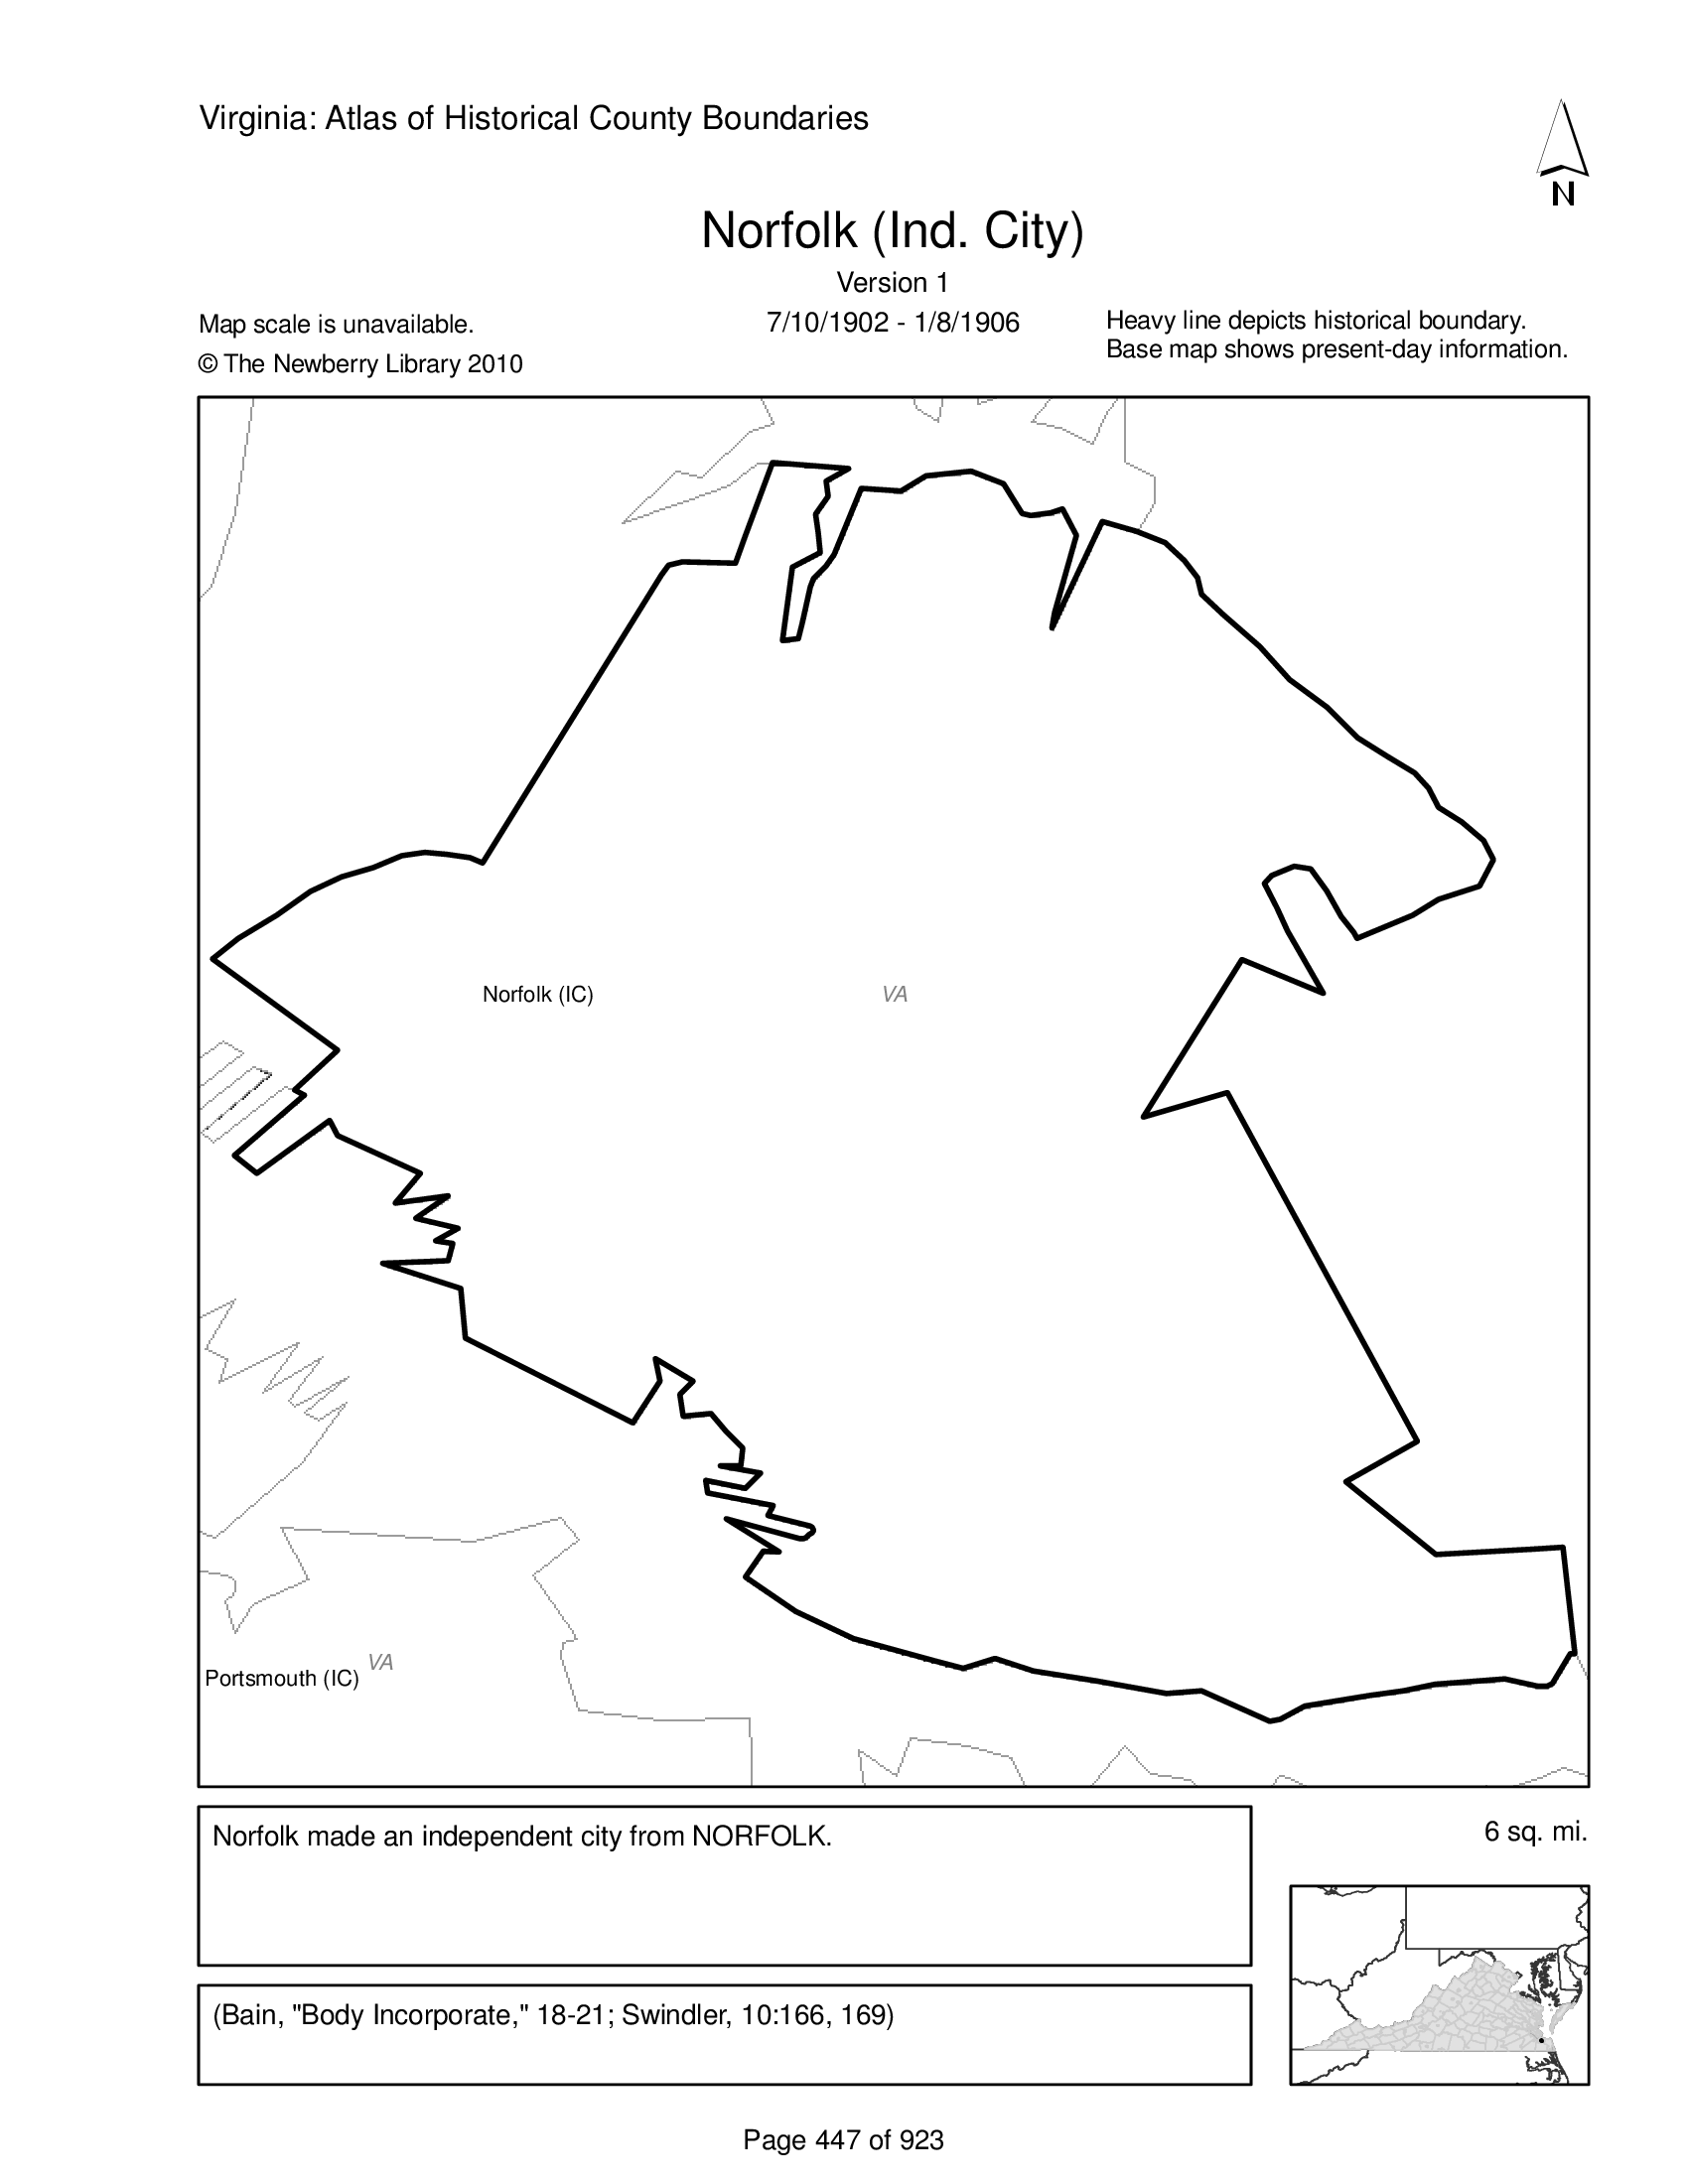 Virginia: Atlas of Historical County Boundaries
N
Norfolk (Ind. City)
Version 1
7/10/1902 - 1/8/1906
Map scale is unavailable.
© The Newberry Library 2010
Heavy line depicts historical boundary.
Base map shows present-day information.
Norfolk (IC)
VA
VA
Portsmouth (IC)
Norfolk made an independent city from NORFOLK.
6 sq. mi.
(Bain, "Body Incorporate," 18-21; Swindler, 10:166, 169)
Page 447 of 923